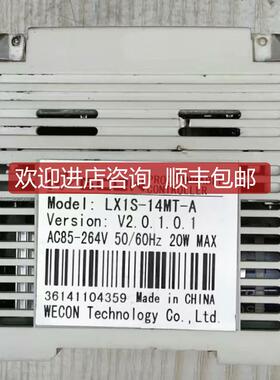 欢迎进店咨询 顺丰包邮
CONTROLLER
Model: LX1S-14MT-A
Version: V2.0.1.0.1
AC85-264V 50/60Hz 20W MAX
36141104359 Made in CHINA
WECON Technology Co.,Ltd.